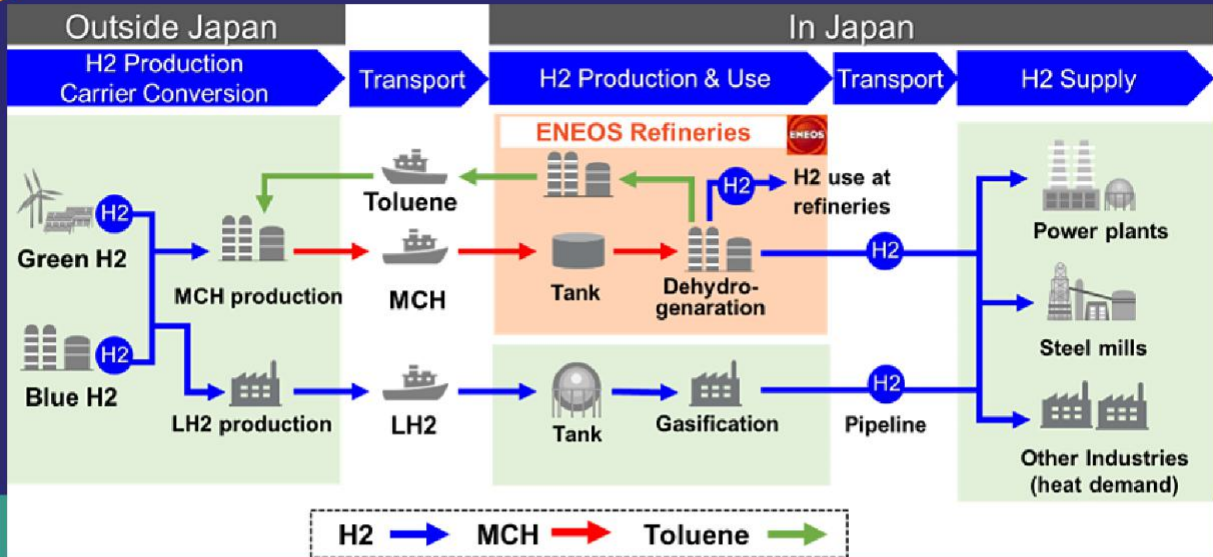 Outside Japan
In Japan
H2 Production
Carrier Conversion
Transport
H2 Production & Use
Transport
H2 Supply
ENEOS Refineries
ENEOS
H2
Green H2
MCH production
H2
Blue H2
LH2 production
Toluene
MCH
LH2
Tank
Dehydro-
genaration
H2
H2 use at
refineries
Tank
Gasification
H2
H2
Pipeline
Power plants
Steel mills
Other Industries
(heat demand)
H2 MCH Toluene